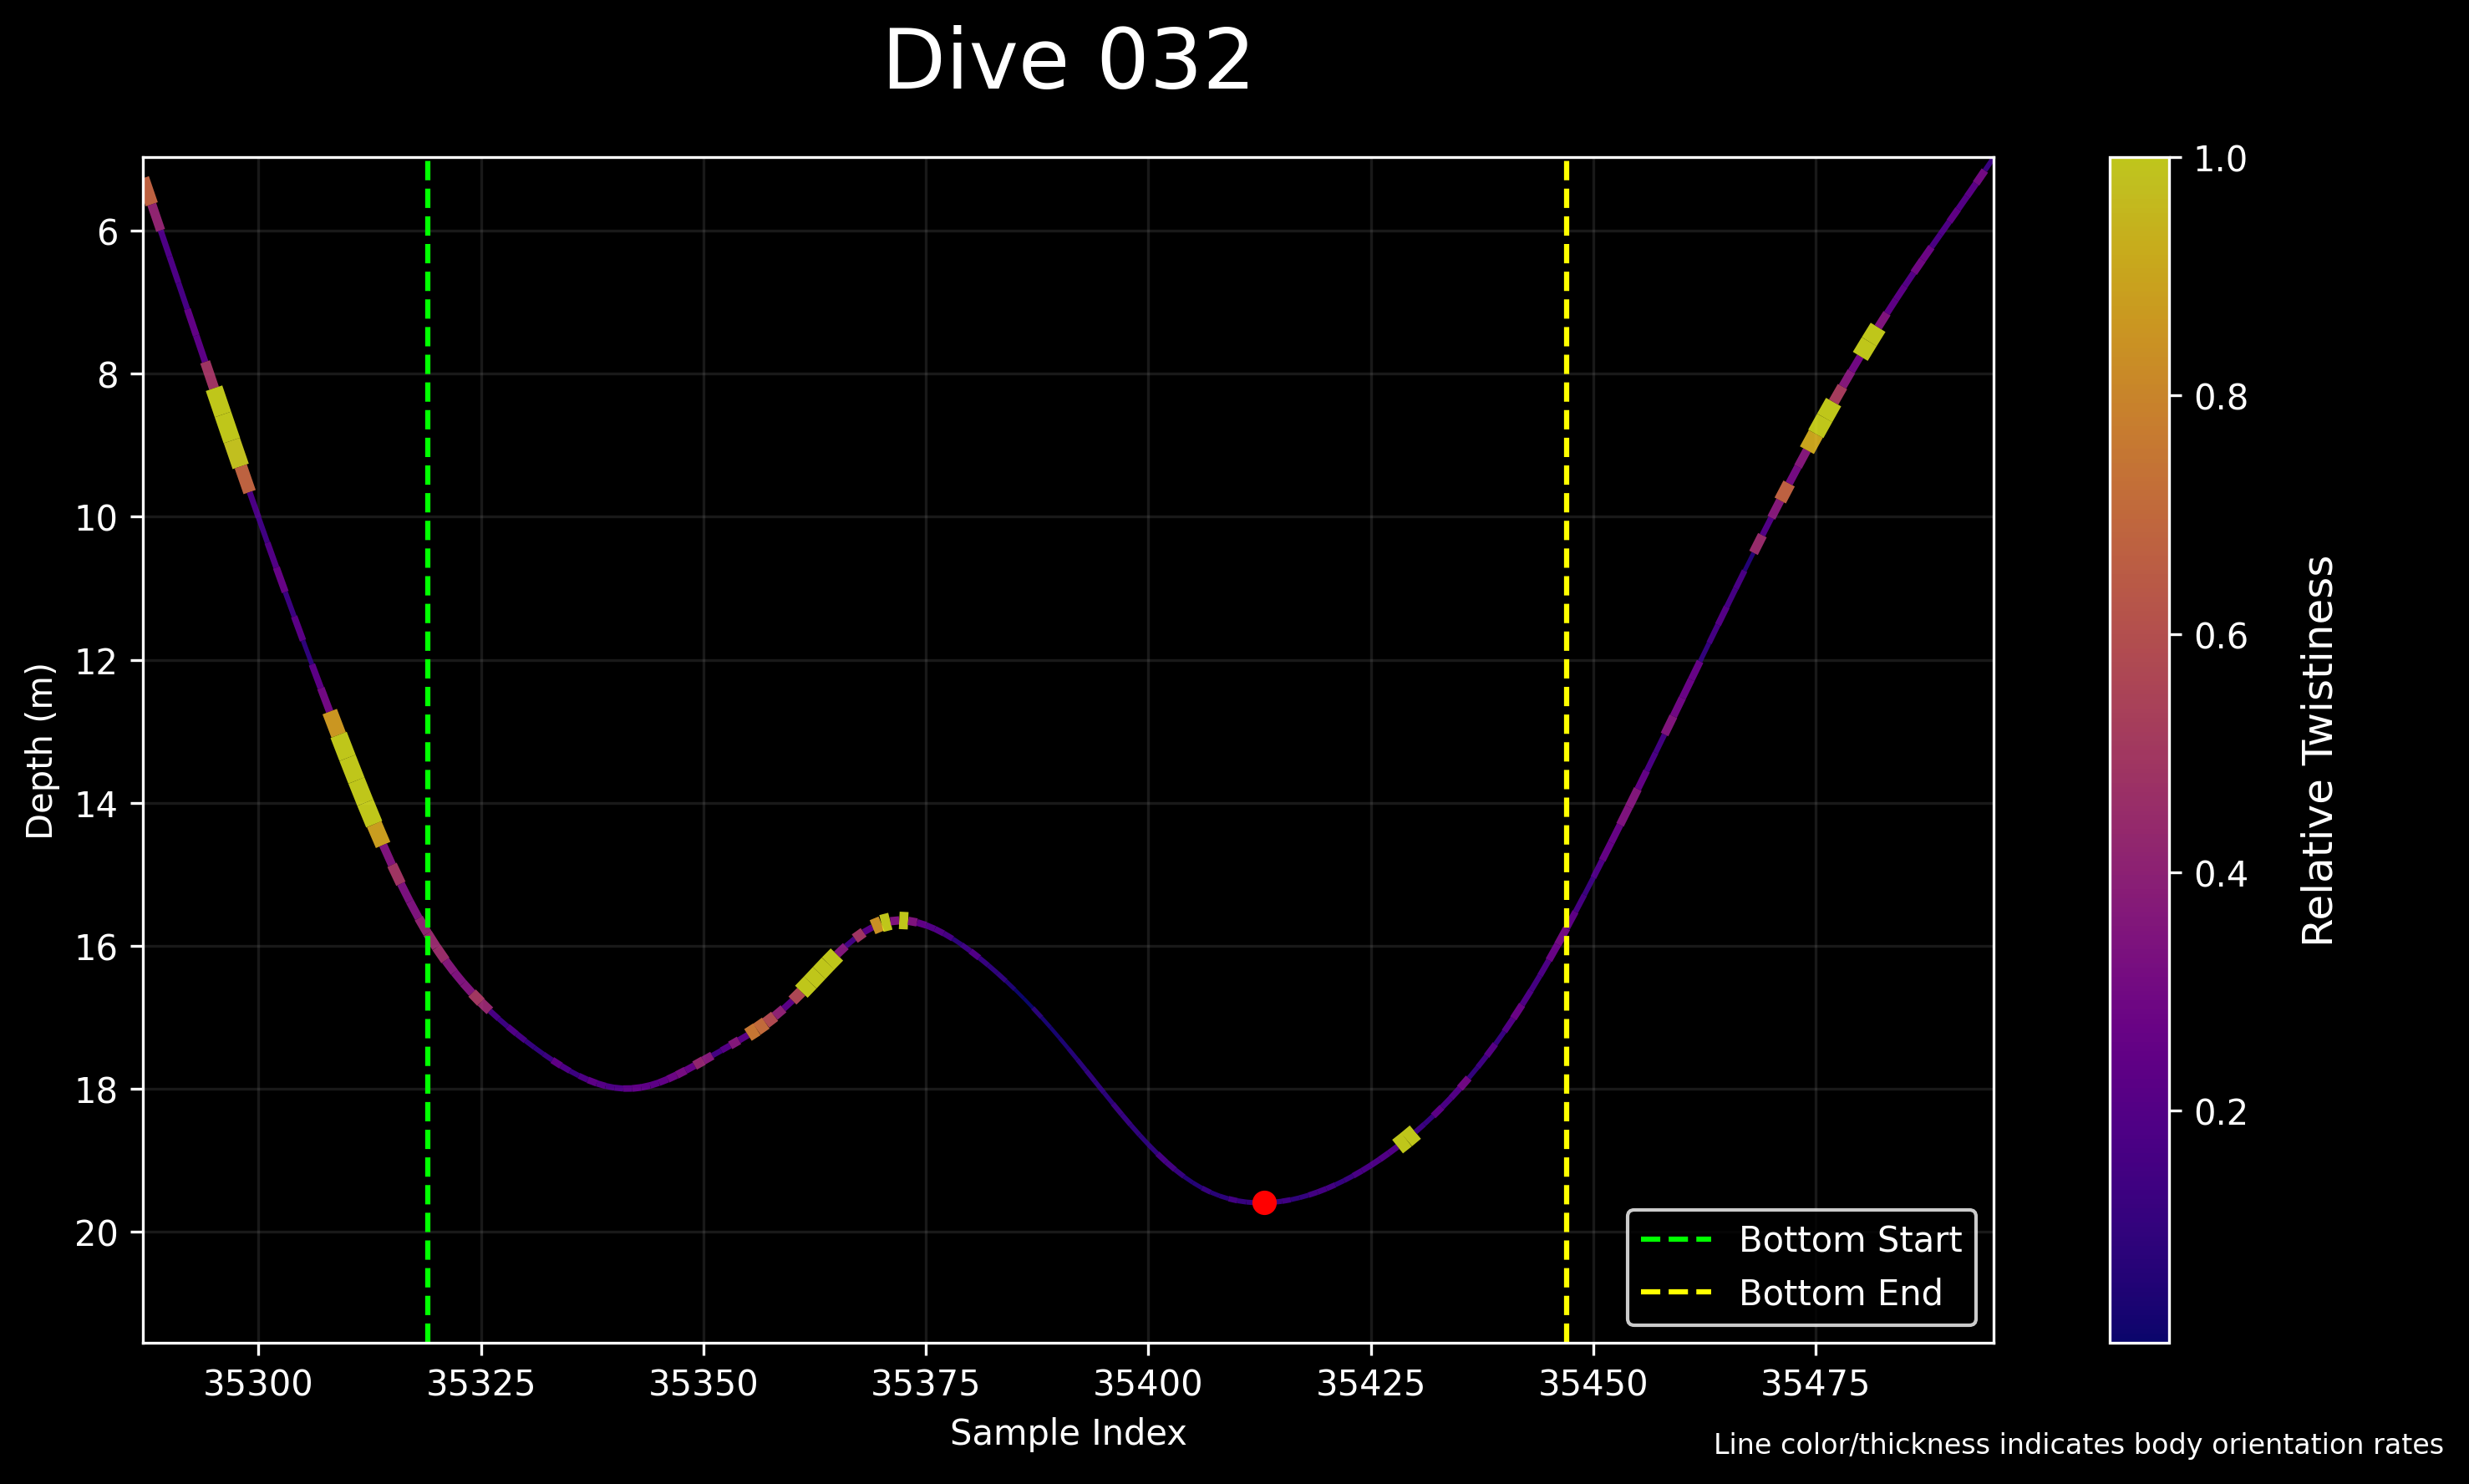 Dive 032
1.0
0.8
0.6
0.4
0.2
Relative Twistiness
6
8
10
12
14
16
18
20
Depth (m)
Bottom Start
Bottom End
35300 35325 35350 35375 35400 35425 35450 35475
Sample Index
Line color/thickness indicates body orientation rates